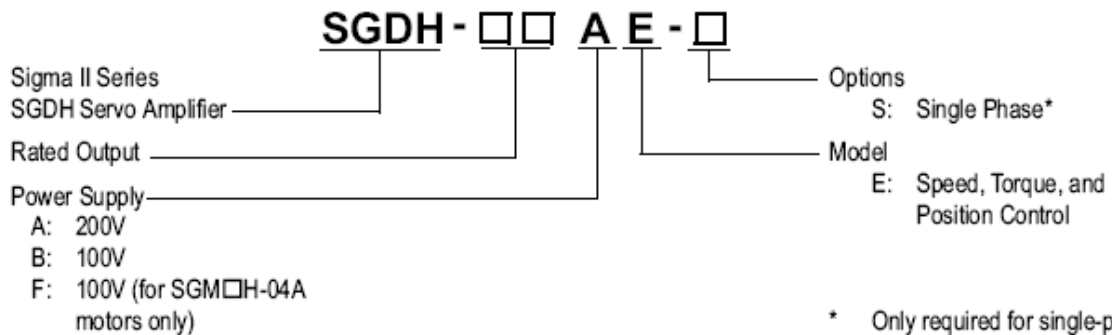 SGDH - □□ A E - □
Sigma II Series
SGDH Servo Amplifier
Rated Output
Power Supply
A: 200V
B: 100V
F: 100V (for SGM□H-04A
motors only)
Options
S: Single Phase*
Model
E: Speed, Torque, and
Position Control
* Only required for